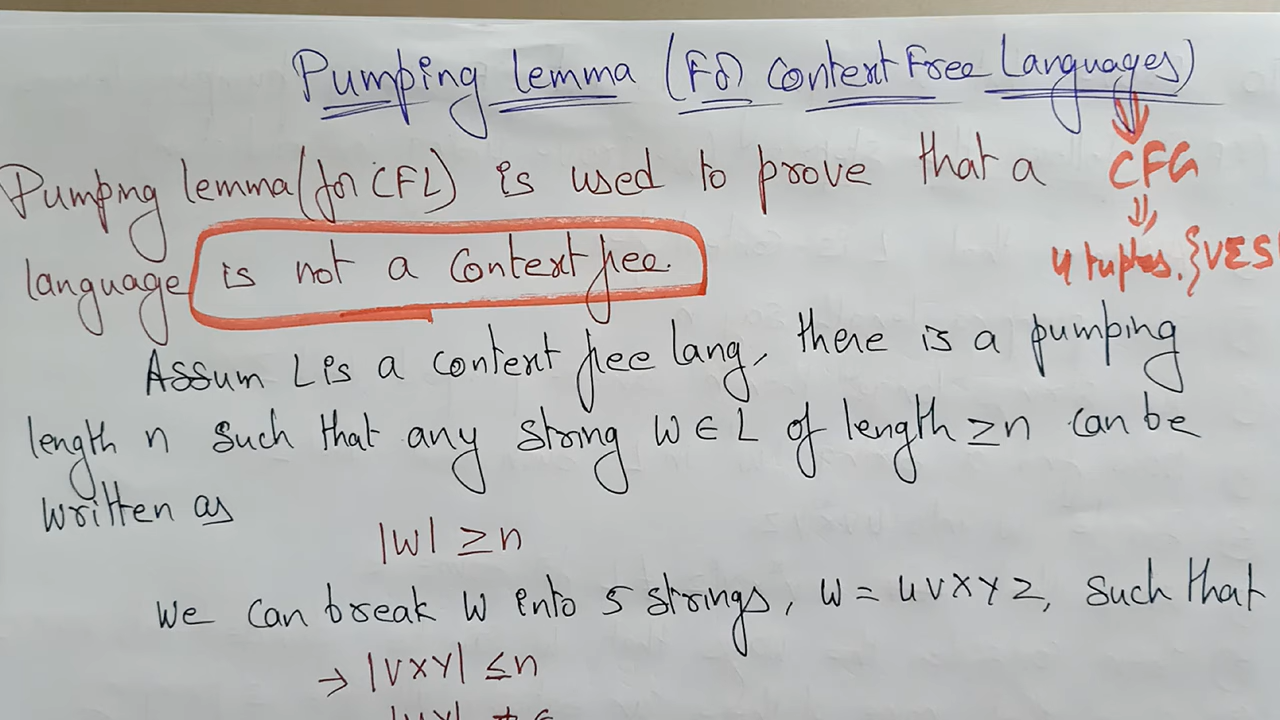 Pumping lemma (For Context Free Languages)
Pumping lemma (for CFL) is used to prove that a
CFG
language is not a context free.
4 tuples. {VES
Assum L is a context free lang, there is a pumping
length n such that any string W ∈ L of length ≥ n can be
written as
|W| ≥ n
We can break W into 5 strings, W = UVXYZ, such that
→ |VXY| ≤ n